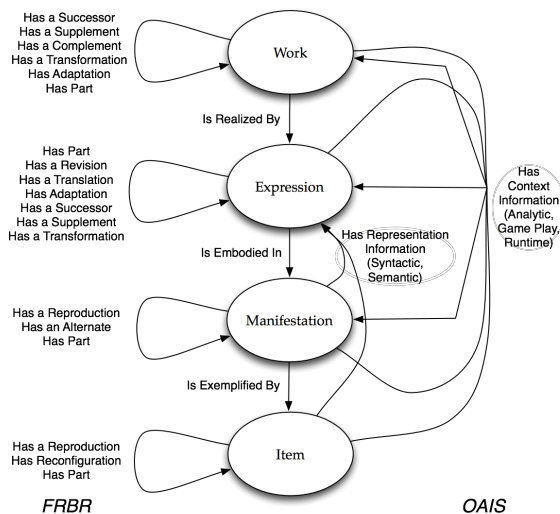 Has a Successor
Has a Supplement
Has a Complement
Has a Transformation
Has Adaptation
Has Part
Work
Is Realized By
Has Part
Has a Revision
Has a Translation
Has Adaptation
Has a Successor
Has a Supplement
Has a Transformation
Expression
Has
Context
Information
(Analytic,
Game Play,
Runtime)
Has Representation
Information
(Syntactic,
Semantic)
Is Embodied In
Has a Reproduction
Has an Alternate
Has Part
Manifestation
Is Exemplified By
Has a Reproduction
Has Reconfiguration
Has Part
Item
FRBR
OAIS